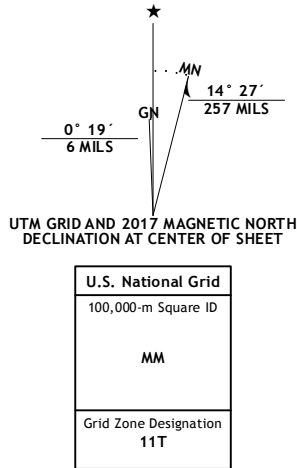 ★
MN
GN
14° 27´
257 MILS
0° 19´
6 MILS
UTM GRID AND 2017 MAGNETIC NORTH
DECLINATION AT CENTER OF SHEET
U.S. National Grid
100,000-m Square ID
MM
Grid Zone Designation
11T